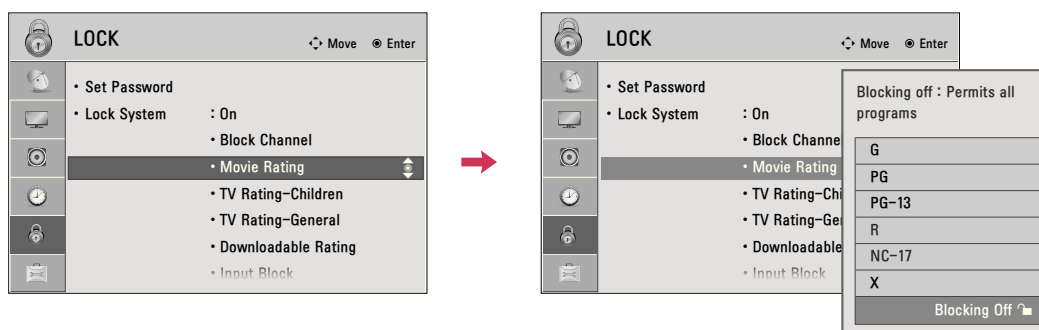 LOCK
Move Enter
• Set Password
• Lock System : On
• Block Channel
• Movie Rating
• TV Rating-Children
• TV Rating-General
• Downloadable Rating
• Input Block
LOCK
Move Enter
• Set Password
• Lock System : On
• Block Channe
• Movie Rating
• TV Rating-Chi
• TV Rating-Ge
• Downloadable
• Input Block
Blocking off : Permits all
programs
G
PG
PG-13
R
NC-17
X
Blocking Off